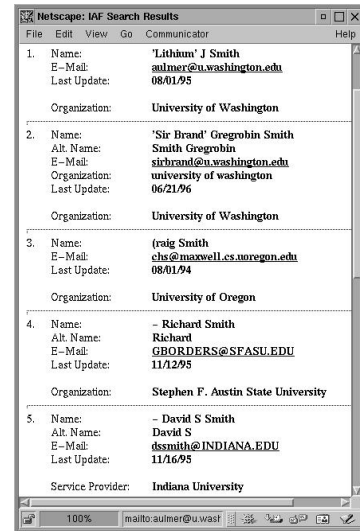 Netscape: IAF Search Results
File Edit View Go Communicator Help
1. Name: 'Lithium' J Smith
E-Mail: aulmer@u.washington.edu
Last Update: 08/01/95
Organization: University of Washington
2. Name: 'Sir Brand' Gregrobin Smith
Alt. Name: Smith Gregrobin
E-Mail: sirbrand@u.washington.edu
Organization: university of washington
Last Update: 06/21/96
Organization: University of Washington
3. Name: (raig Smith
E-Mail: chs@maxwell.cs.uoregon.edu
Last Update: 08/01/94
Organization: University of Oregon
4. Name: - Richard Smith
Alt. Name: Richard
E-Mail: GBORDERS@SFASU.EDU
Last Update: 11/12/95
Organization: Stephen F. Austin State University
5. Name: - David S Smith
Alt. Name: David S
E-Mail: dssmith@INDIANA.EDU
Last Update: 11/16/95
Service Provider: Indiana University
100% mailto:aulmer@u.wash